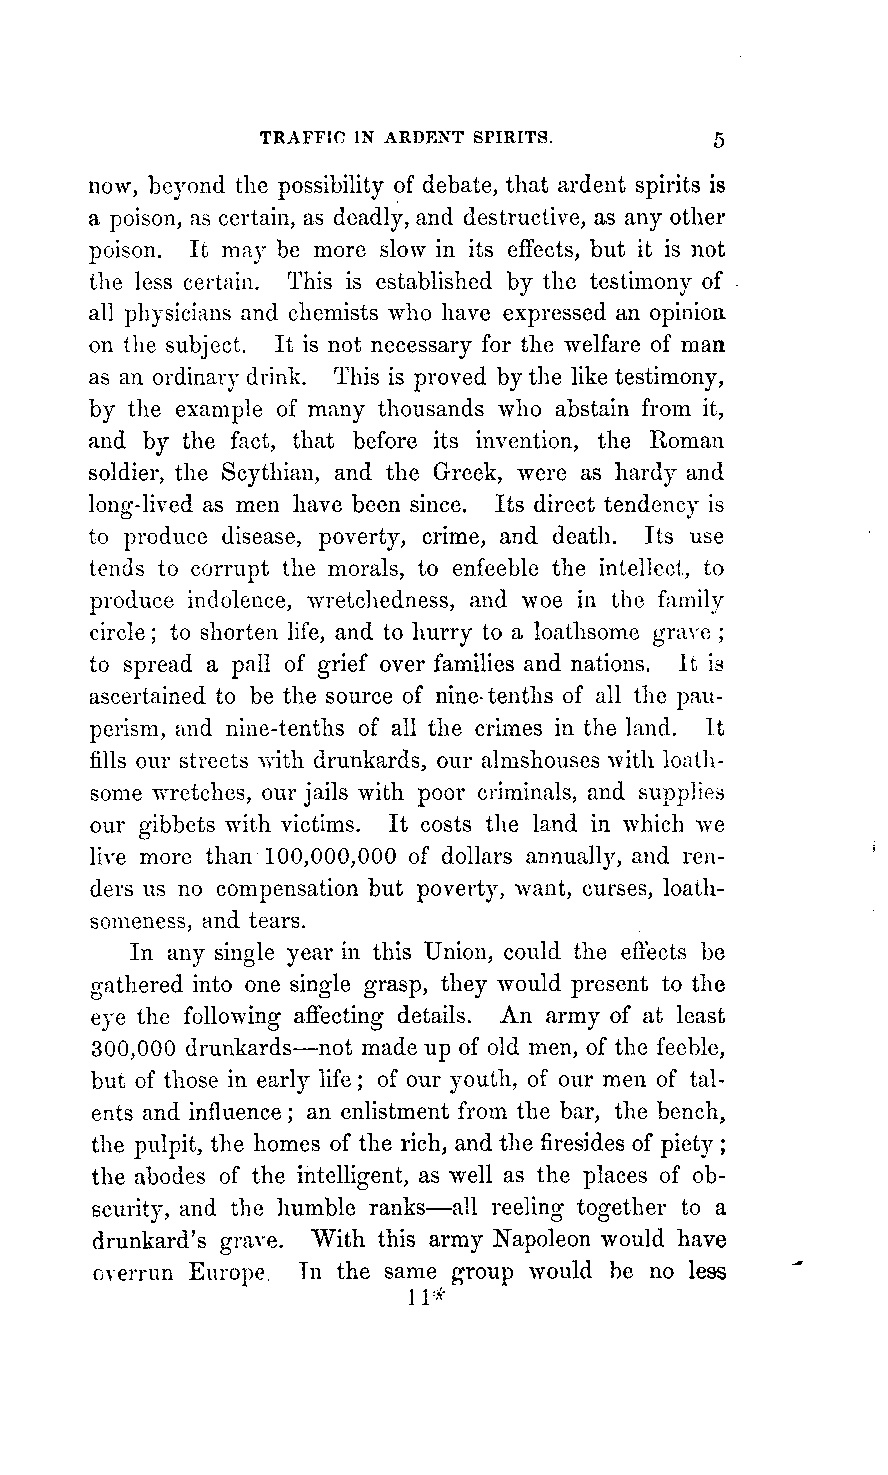 TRAFFIC IN ARDENT SPIRITS. 5
now, beyond the possibility of debate, that ardent spirits is
a poison, as certain, as deadly, and destructive, as any other
poison. It may be more slow in its effects, but it is not
the less certain. This is established by the testimony of
all physicians and chemists who have expressed an opinion
on the subject. It is not necessary for the welfare of man
as an ordinary drink. This is proved by the like testimony,
by the example of many thousands who abstain from it,
and by the fact, that before its invention, the Roman
soldier, the Scythian, and the Greek, were as hardy and
long-lived as men have been since. Its direct tendency is
to produce disease, poverty, crime, and death. Its use
tends to corrupt the morals, to enfeeble the intellect, to
produce indolence, wretchedness, and woe in the family
circle; to shorten life, and to hurry to a loathsome grave;
to spread a pall of grief over families and nations. It is
ascertained to be the source of nine-tenths of all the pau-
perism, and nine-tenths of all the crimes in the land. It
fills our streets with drunkards, our almshouses with loath-
some wretches, our jails with poor criminals, and supplies
our gibbets with victims. It costs the land in which we
live more than 100,000,000 of dollars annually, and ren-
ders us no compensation but poverty, want, curses, loath-
someness, and tears.
In any single year in this Union, could the effects be
gathered into one single grasp, they would present to the
eye the following affecting details. An army of at least
300,000 drunkards—not made up of old men, of the feeble,
but of those in early life; of our youth, of our men of tal-
ents and influence; an enlistment from the bar, the bench,
the pulpit, the homes of the rich, and the firesides of piety;
the abodes of the intelligent, as well as the places of ob-
scurity, and the humble ranks—all reeling together to a
drunkard's grave. With this army Napoleon would have
overrun Europe. In the same group would be no less
11*